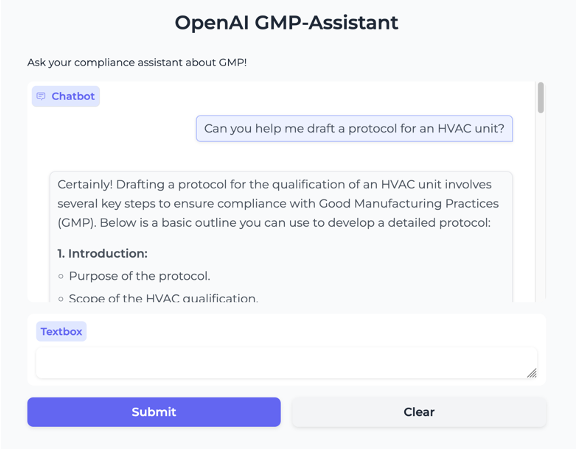 OpenAI GMP-Assistant
Ask your compliance assistant about GMP!
Chatbot
Can you help me draft a protocol for an HVAC unit?
Certainly! Drafting a protocol for the qualification of an HVAC unit involves
several key steps to ensure compliance with Good Manufacturing Practices
(GMP). Below is a basic outline you can use to develop a detailed protocol:
1. Introduction:
○ Purpose of the protocol.
○ Scope of the HVAC qualification.
Textbox
Submit
Clear